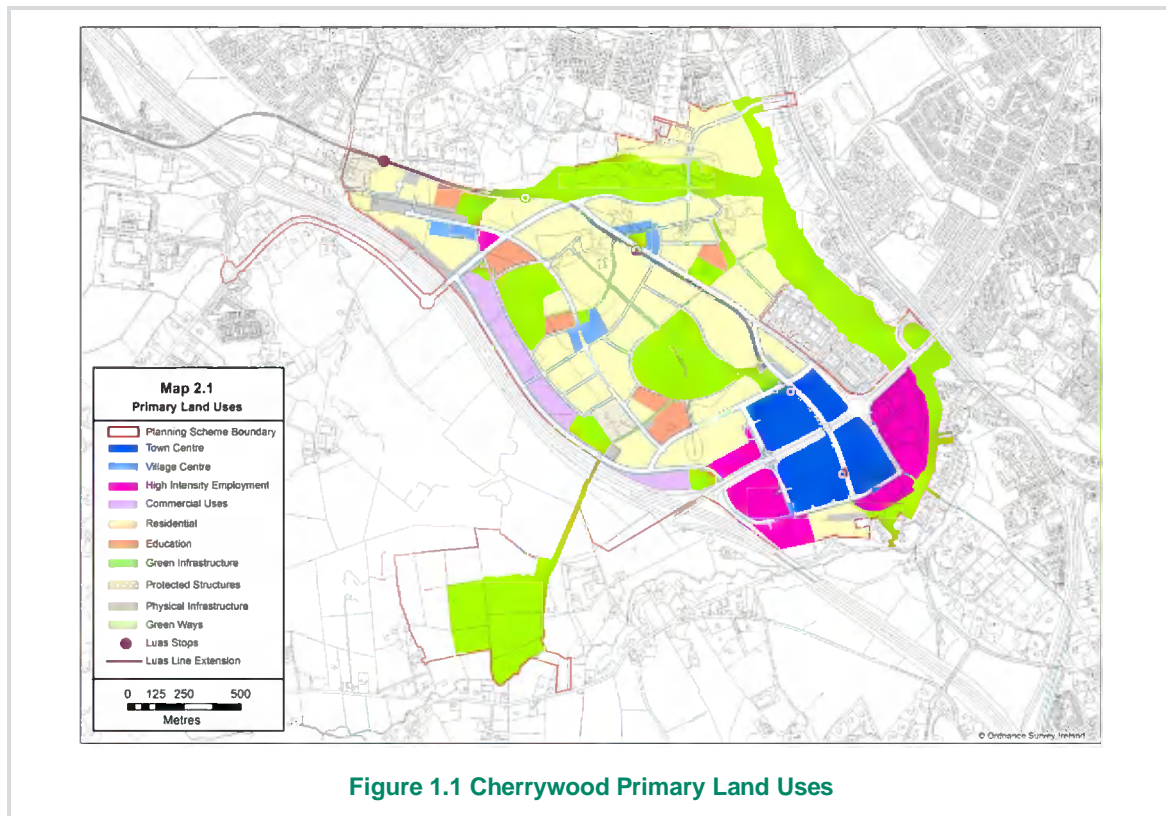 Map 2.1
Primary Land Uses
Planning Scheme Boundary
Town Centre
Village Centre
High Intensity Employment
Commercial Uses
Residential
Education
Green Infrastructure
Protected Structures
Physical Infrastructure
Green Ways
Luas Stops
Luas Line Extension
0 125 250 500
Metres
© Ordnance Survey Ireland
Figure 1.1 Cherrywood Primary Land Uses